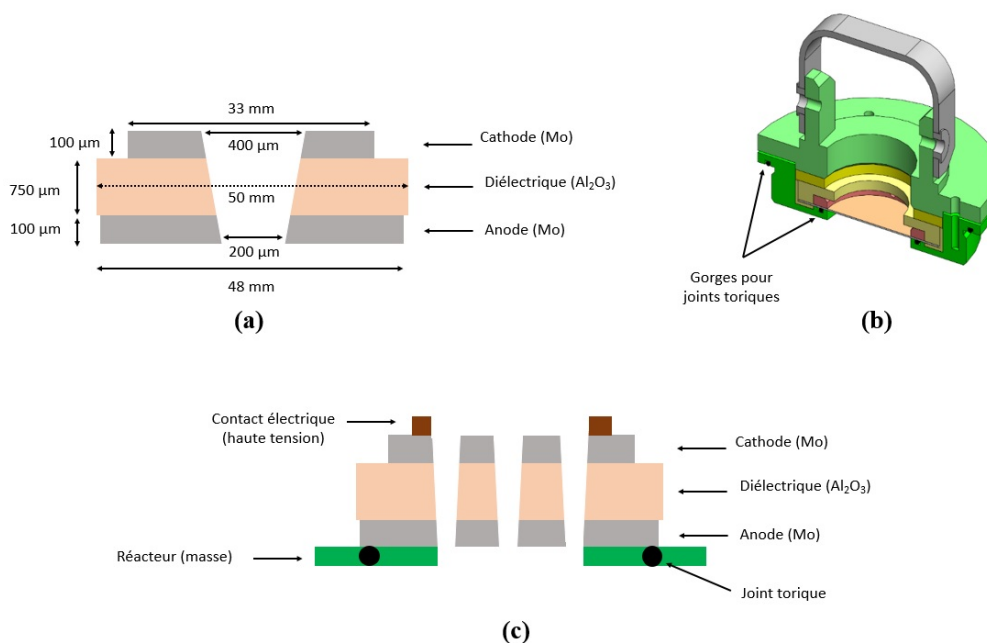 33 mm
100 µm
400 µm
Cathode (Mo)
750 µm
50 mm
Diélectrique (Al₂O₃)
100 µm
200 µm
Anode (Mo)
48 mm
(a)
Gorges pour
joints toriques
(b)
Contact électrique
(haute tension)
Cathode (Mo)
Diélectrique (Al₂O₃)
Anode (Mo)
Réacteur (masse)
Joint torique
(c)